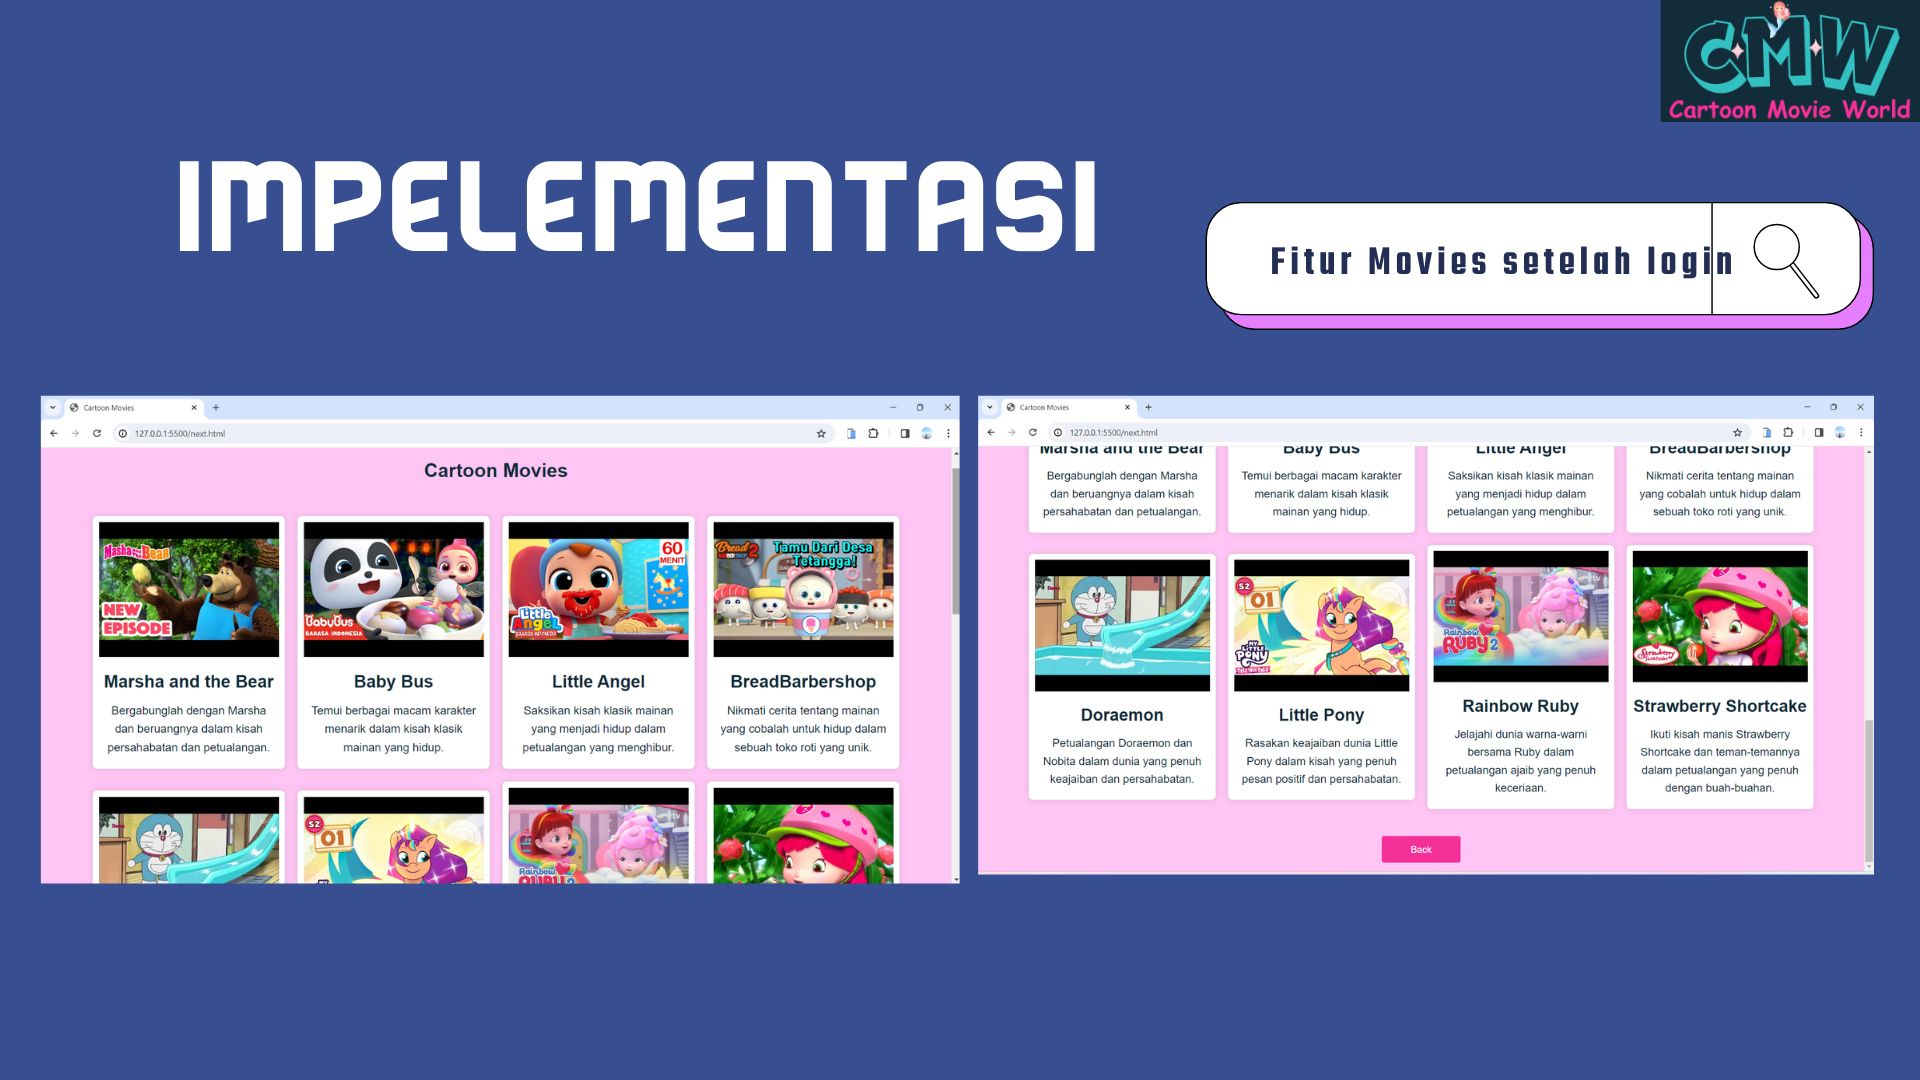 CMW
Cartoon Movie World
IMPELEMENTASI
Fitur Movies setelah login
Cartoon Movies
127.0.0.1:5500/next.html
Cartoon Movies
Masha and the Bear
NEW
EPISODE
BabyBus
BAHASA INDONESIA
60
MENIT
Little
Angel
BAHASA INDONESIA
Bread
BARBERSHOP 2
Tamu Dari Desa
Tetangga!
Marsha and the Bear
Bergabunglah dengan Marsha
dan beruangnya dalam kisah
persahabatan dan petualangan.
Baby Bus
Temui berbagai macam karakter
menarik dalam kisah klasik
mainan yang hidup.
Little Angel
Saksikan kisah klasik mainan
yang menjadi hidup dalam
petualangan yang menghibur.
BreadBarbershop
Nikmati cerita tentang mainan
yang cobalah untuk hidup dalam
sebuah toko roti yang unik.
S2
01
Rainbow
RUBY 2
Cartoon Movies
127.0.0.1:5500/next.html
Marsha and the Bear
Bergabunglah dengan Marsha
dan beruangnya dalam kisah
persahabatan dan petualangan.
Baby Bus
Temui berbagai macam karakter
menarik dalam kisah klasik
mainan yang hidup.
Little Angel
Saksikan kisah klasik mainan
yang menjadi hidup dalam
petualangan yang menghibur.
BreadBarbershop
Nikmati cerita tentang mainan
yang cobalah untuk hidup dalam
sebuah toko roti yang unik.
S2
01
MY
LITTLE
PONY
Rainbow
RUBY 2
Strawberry
Doraemon
Petualangan Doraemon dan
Nobita dalam dunia yang penuh
keajaiban dan persahabatan.
Little Pony
Rasakan keajaiban dunia Little
Pony dalam kisah yang penuh
pesan positif dan persahabatan.
Rainbow Ruby
Jelajahi dunia warna-warni
bersama Ruby dalam
petualangan ajaib yang penuh
keceriaan.
Strawberry Shortcake
Ikuti kisah manis Strawberry
Shortcake dan teman-temannya
dalam petualangan yang penuh
dengan buah-buahan.
Back